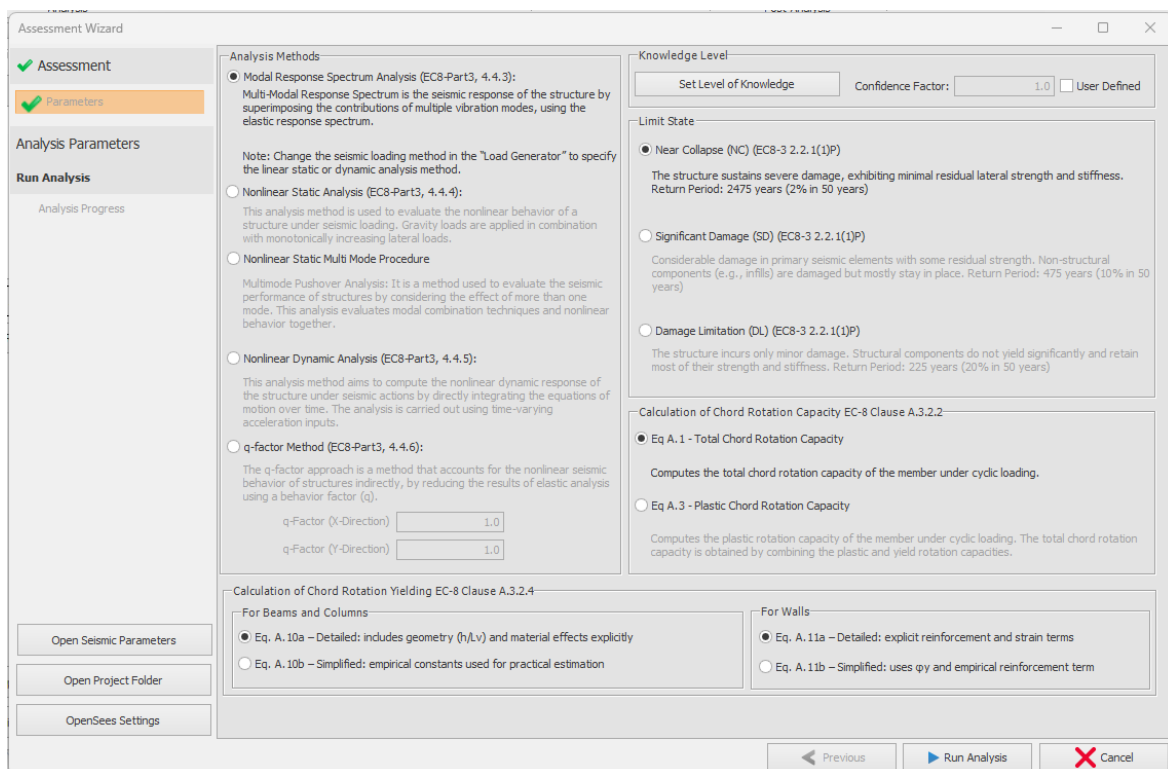 Analysis
Post Analysis
Assessment Wizard
Assessment
Parameters
Analysis Parameters
Run Analysis
Analysis Progress
Open Seismic Parameters
Open Project Folder
OpenSees Settings
Analysis Methods
Modal Response Spectrum Analysis (EC8-Part3, 4.4.3):
Multi-Modal Response Spectrum is the seismic response of the structure by
superimposing the contributions of multiple vibration modes, using the
elastic response spectrum.
Note: Change the seismic loading method in the "Load Generator" to specify
the linear static or dynamic analysis method.
Nonlinear Static Analysis (EC8-Part3, 4.4.4):
This analysis method is used to evaluate the nonlinear behavior of a
structure under seismic loading. Gravity loads are applied in combination
with monotonically increasing lateral loads.
Nonlinear Static Multi Mode Procedure
Multimode Pushover Analysis: It is a method used to evaluate the seismic
performance of structures by considering the effect of more than one
mode. This analysis evaluates modal combination techniques and nonlinear
behavior together.
Nonlinear Dynamic Analysis (EC8-Part3, 4.4.5):
This analysis method aims to compute the nonlinear dynamic response of
the structure under seismic actions by directly integrating the equations of
motion over time. The analysis is carried out using time-varying
acceleration inputs.
q-factor Method (EC8-Part3, 4.4.6):
The q-factor approach is a method that accounts for the nonlinear seismic
behavior of structures indirectly, by reducing the results of elastic analysis
using a behavior factor (q).
q-Factor (X-Direction) 1.0
q-Factor (Y-Direction) 1.0
Knowledge Level
Set Level of Knowledge Confidence Factor: 1.0 User Defined
Limit State
Near Collapse (NC) (EC8-3 2.2.1(1)P)
The structure sustains severe damage, exhibiting minimal residual lateral strength and stiffness.
Return Period: 2475 years (2% in 50 years)
Significant Damage (SD) (EC8-3 2.2.1(1)P)
Considerable damage in primary seismic elements with some residual strength. Non-structural
components (e.g., infills) are damaged but mostly stay in place. Return Period: 475 years (10% in 50
years)
Damage Limitation (DL) (EC8-3 2.2.1(1)P)
The structure incurs only minor damage. Structural components do not yield significantly and retain
most of their strength and stiffness. Return Period: 225 years (20% in 50 years)
Calculation of Chord Rotation Capacity EC-8 Clause A.3.2.2
Eq A.1 - Total Chord Rotation Capacity
Computes the total chord rotation capacity of the member under cyclic loading.
Eq A.3 - Plastic Chord Rotation Capacity
Computes the plastic rotation capacity of the member under cyclic loading. The total chord rotation
capacity is obtained by combining the plastic and yield rotation capacities.
Calculation of Chord Rotation Yielding EC-8 Clause A.3.2.4
For Beams and Columns
Eq. A.10a – Detailed: includes geometry (h/Lv) and material effects explicitly
Eq. A.10b – Simplified: empirical constants used for practical estimation
For Walls
Eq. A.11a – Detailed: explicit reinforcement and strain terms
Eq. A.11b – Simplified: uses φy and empirical reinforcement term
Previous
Run Analysis
Cancel